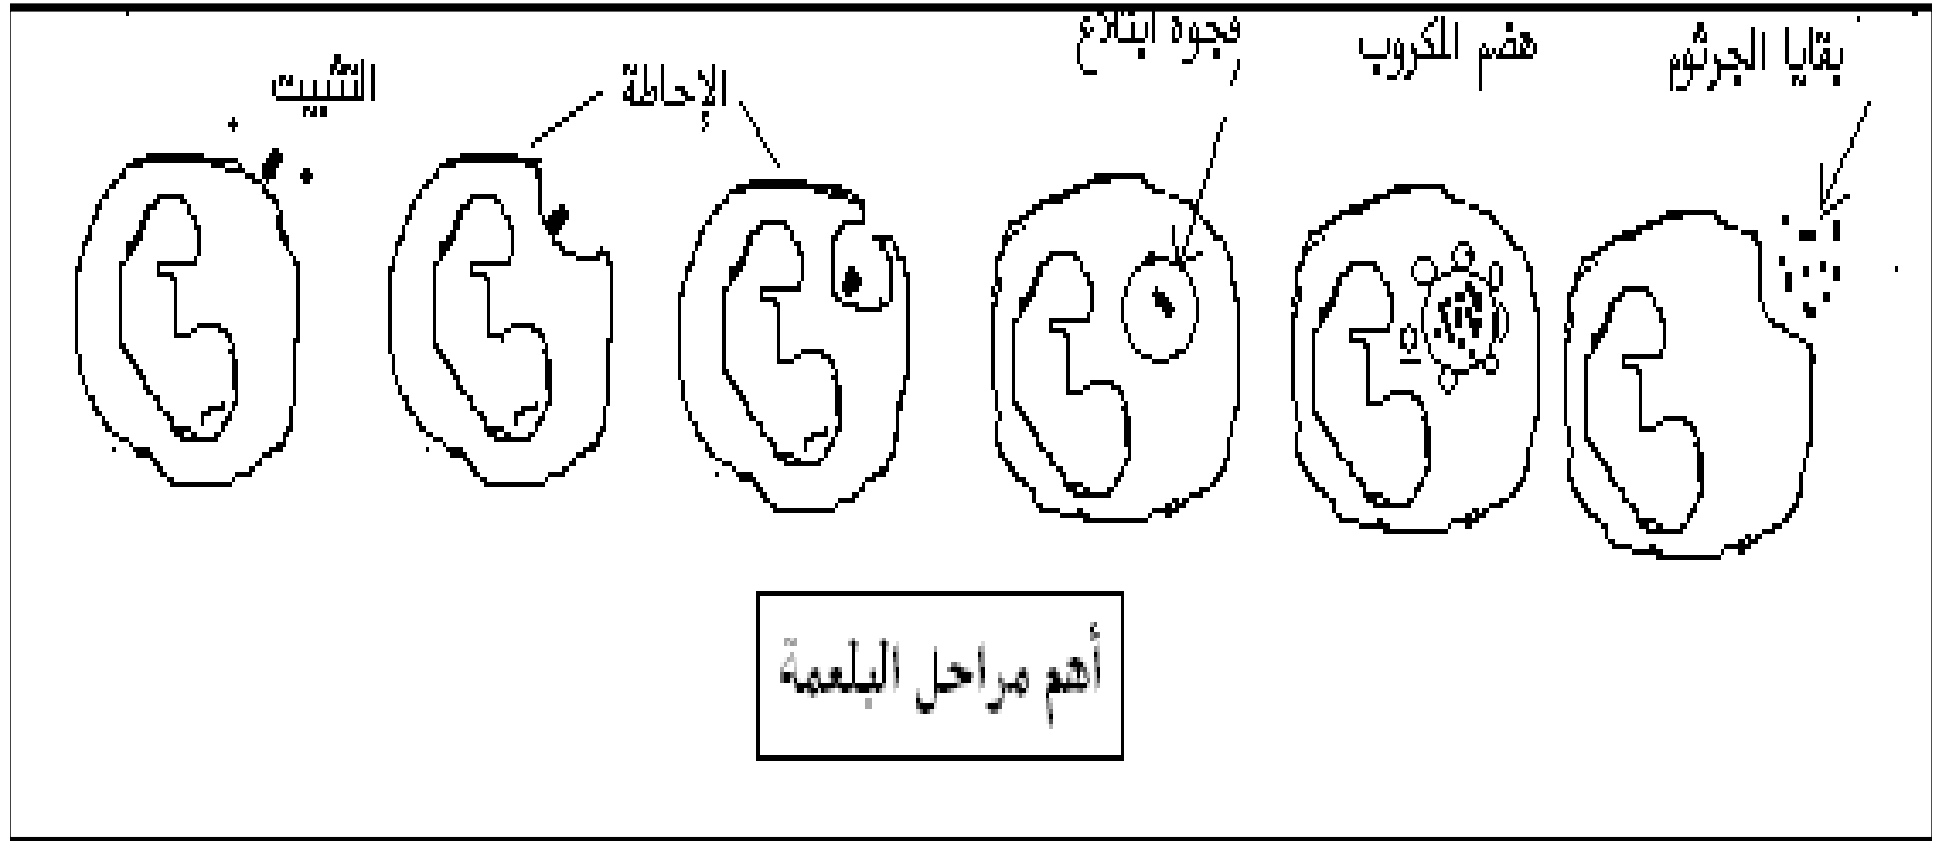 التثبيت
الإحاطة
فجوة ابتلاع
هضم المكروب
بقايا الجرثوم
أهم مراحل البلعمة